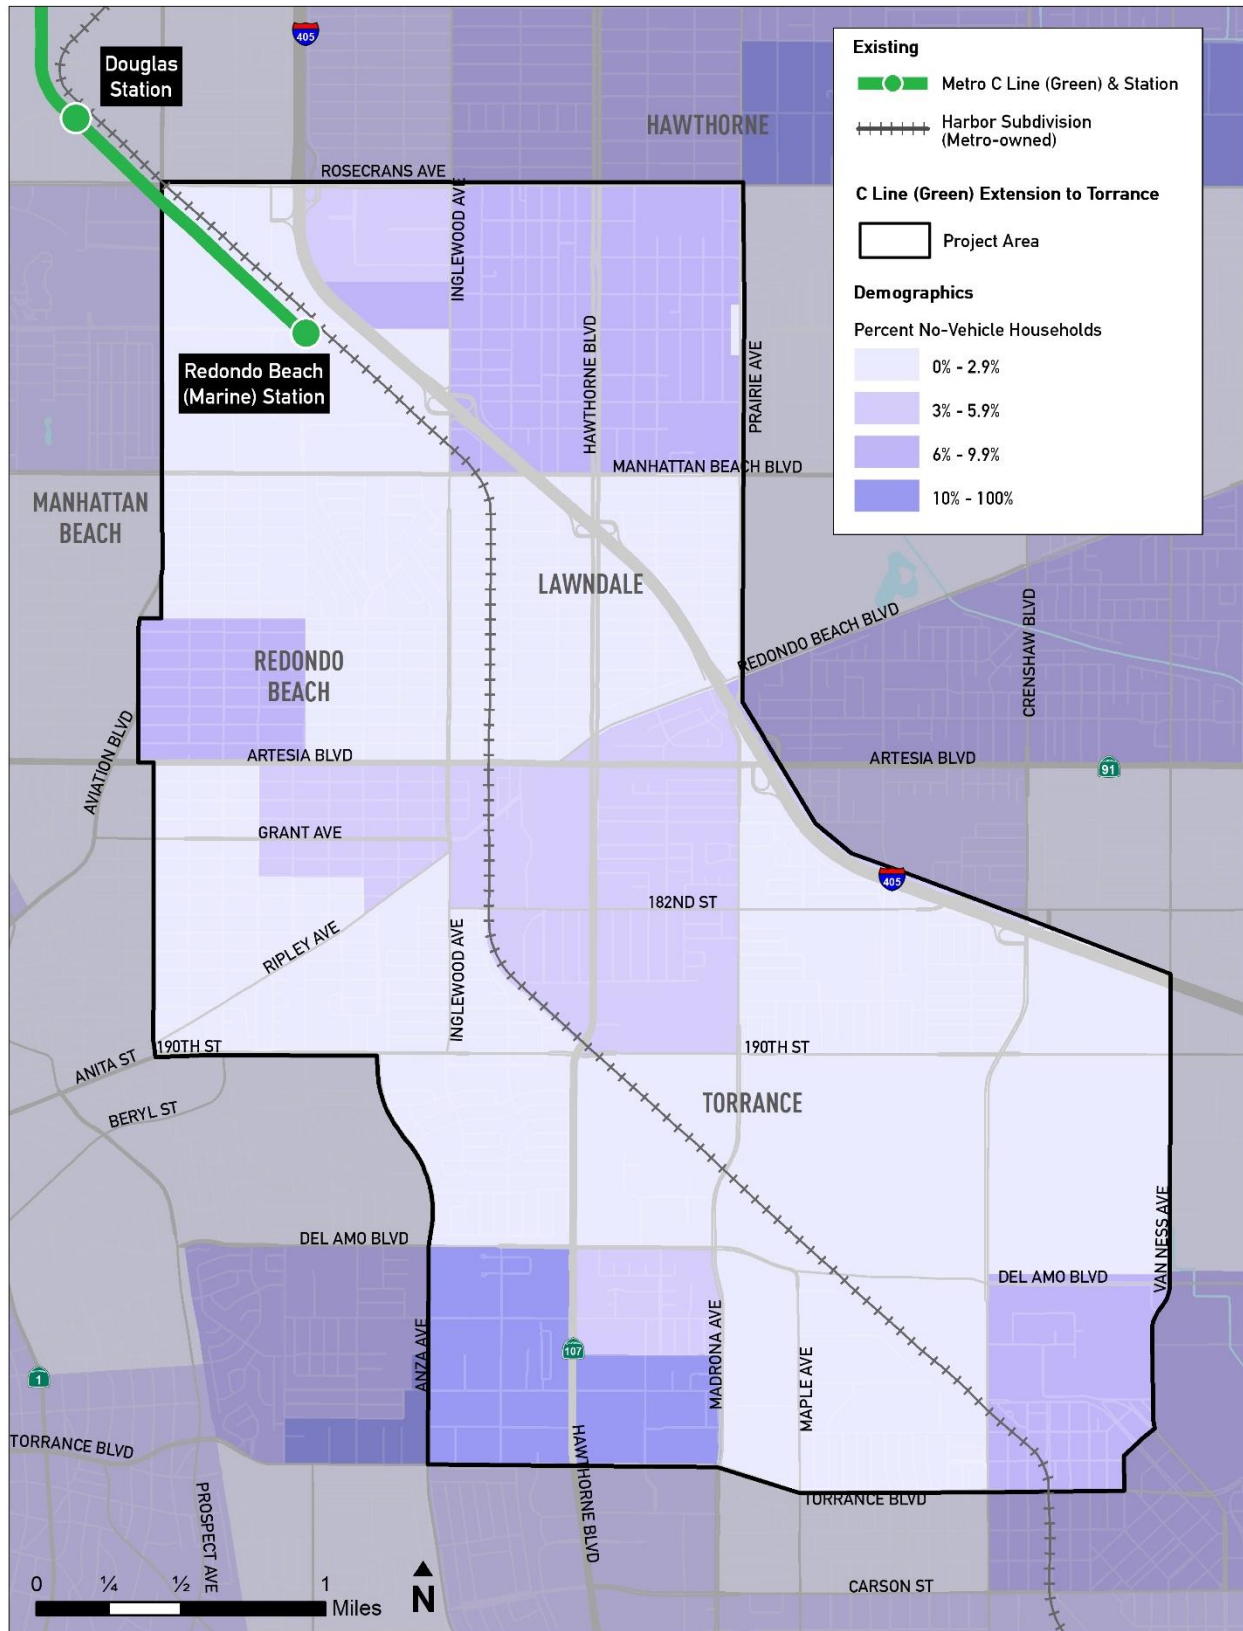 405
Douglas
Station
HAWTHORNE
Existing
Metro C Line (Green) & Station
Harbor Subdivision
(Metro-owned)
C Line (Green) Extension to Torrance
Project Area
Demographics
Percent No-Vehicle Households
0% - 2.9%
3% - 5.9%
6% - 9.9%
10% - 100%
ROSECRANS AVE
INGLEWOOD AVE
HAWTHORNE BLVD
PRAIRIE AVE
Redondo Beach
(Marine) Station
MANHATTAN BEACH BLVD
MANHATTAN
BEACH
LAWNDALE
REDONDO BEACH BLVD
CRENSHAW BLVD
REDONDO
BEACH
AVIATION BLVD
ARTESIA BLVD
ARTESIA BLVD
91
GRANT AVE
405
182ND ST
RIPLEY AVE
INGLEWOOD AVE
190TH ST
190TH ST
ANITA ST
BERYL ST
TORRANCE
VAN NESS AVE
DEL AMO BLVD
DEL AMO BLVD
ANZA AVE
107
MADRONA AVE
MAPLE AVE
1
TORRANCE BLVD
HAWTHORNE BLVD
PROSPECT AVE
TORRANCE BLVD
CARSON ST
0 ¼ ½ 1
Miles
N